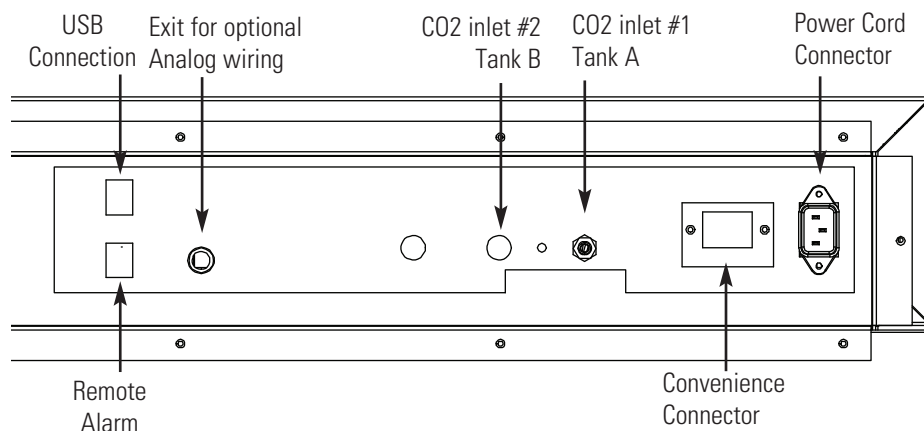 USB
Connection
Exit for optional
Analog wiring
CO2 inlet #2
Tank B
CO2 inlet #1
Tank A
Power Cord
Connector
Remote
Alarm
Convenience
Connector